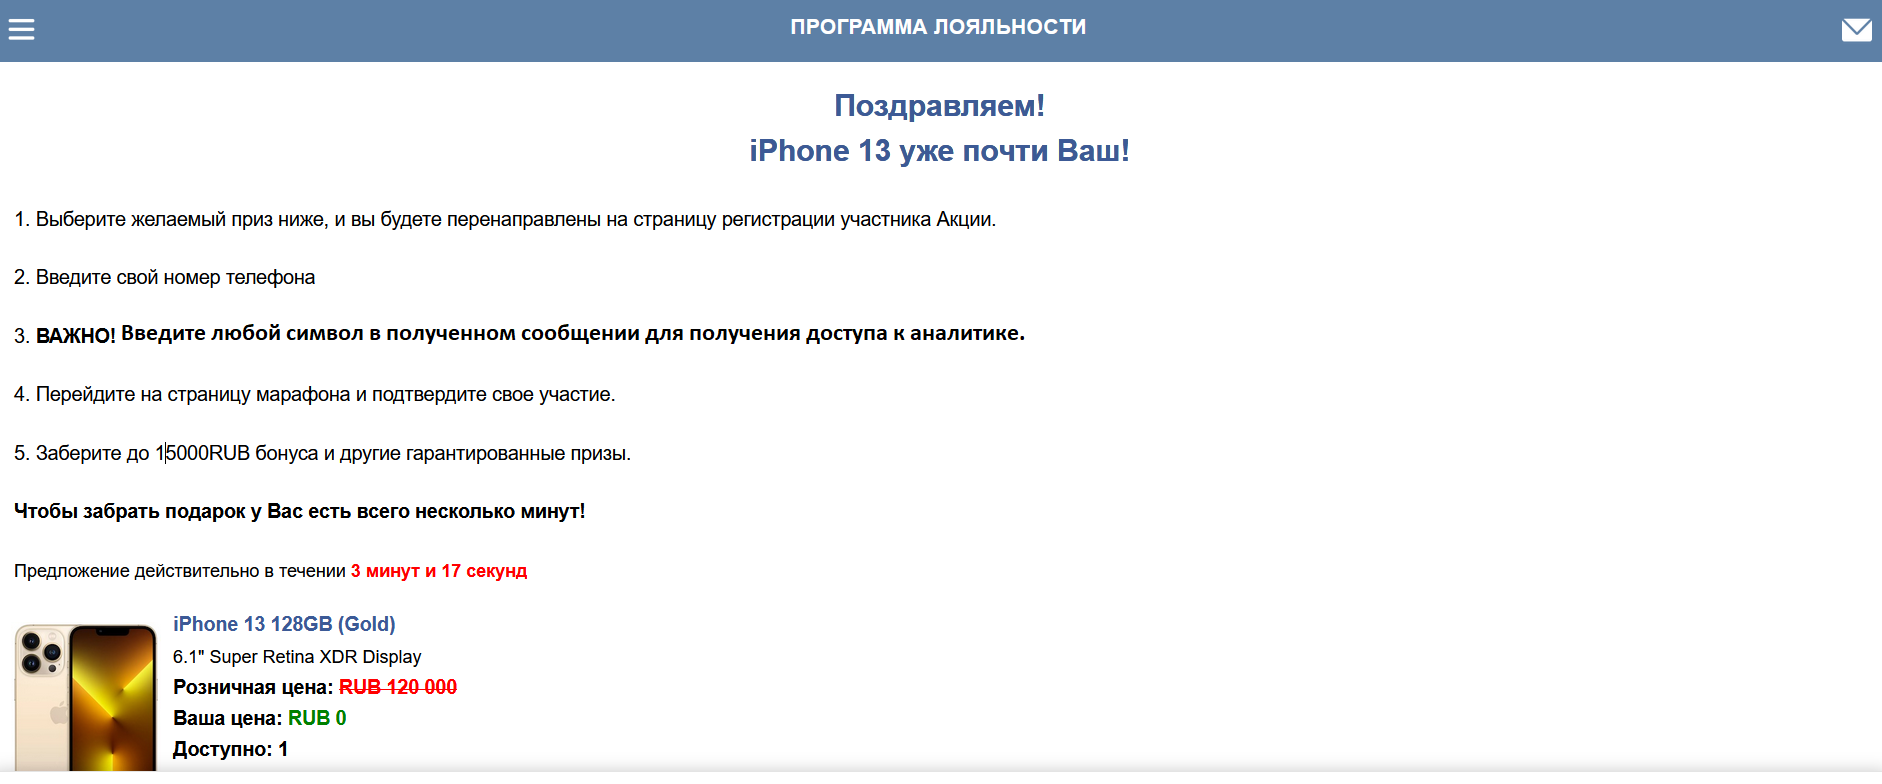 ПРОГРАММА ЛОЯЛЬНОСТИ
Поздравляем!
iPhone 13 уже почти Ваш!
1. Выберите желаемый приз ниже, и вы будете перенаправлены на страницу регистрации участника Акции.
2. Введите свой номер телефона
3. ВАЖНО! Введите любой символ в полученном сообщении для получения доступа к аналитике.
4. Перейдите на страницу марафона и подтвердите свое участие.
5. Заберите до 15000RUB бонуса и другие гарантированные призы.
Чтобы забрать подарок у Вас есть всего несколько минут!
Предложение действительно в течении 3 минут и 17 секунд
iPhone 13 128GB (Gold)
6.1" Super Retina XDR Display
Розничная цена: RUB 120 000
Ваша цена: RUB 0
Доступно: 1